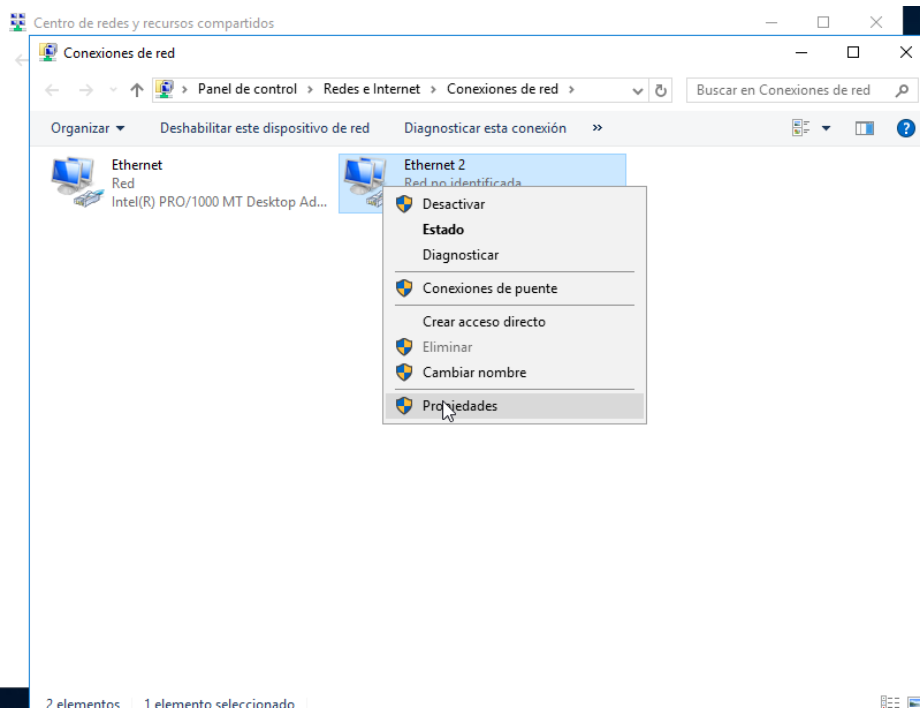 Centro de redes y recursos compartidos
Conexiones de red
Panel de control > Redes e Internet > Conexiones de red >
Buscar en Conexiones de red
Organizar Deshabilitar este dispositivo de red Diagnosticar esta conexión »
Ethernet
Red
Intel(R) PRO/1000 MT Desktop Ad...
Ethernet 2
Red no identificada
Desactivar
Estado
Diagnosticar
Conexiones de puente
Crear acceso directo
Eliminar
Cambiar nombre
Propiedades
2 elementos 1 elemento seleccionado